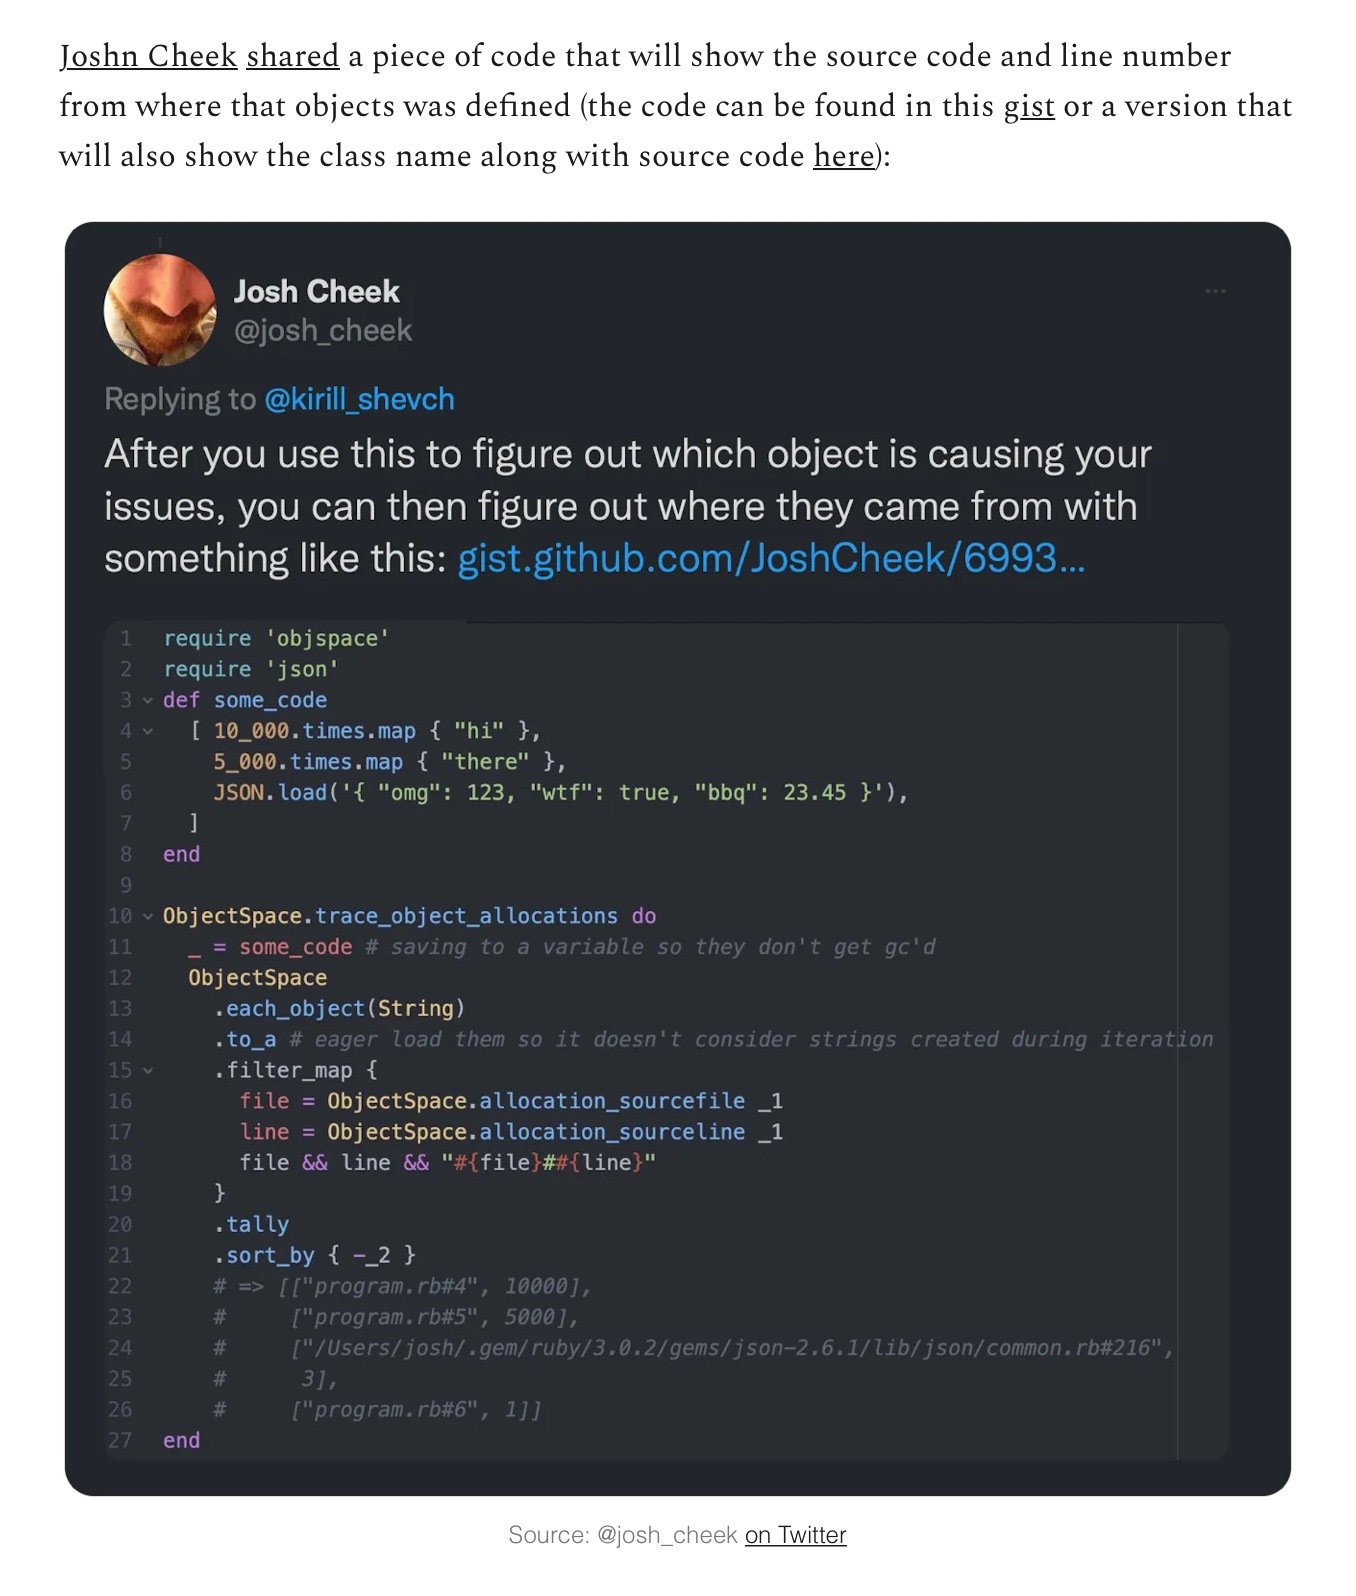 Joshn Cheek shared a piece of code that will show the source code and line number
from where that objects was defined (the code can be found in this gist or a version that
will also show the class name along with source code here):
Josh Cheek
@josh_cheek
...
Replying to @kirill_shevch
After you use this to figure out which object is causing your
issues, you can then figure out where they came from with
something like this: gist.github.com/JoshCheek/6993...
1 require 'objspace'
2 require 'json'
3 def some_code
4   [ 10_000.times.map { "hi" },
5     5_000.times.map { "there" },
6     JSON.load('{ "omg": 123, "wtf": true, "bbq": 23.45 }'),
7   ]
8 end
9
10 ObjectSpace.trace_object_allocations do
11   _ = some_code # saving to a variable so they don't get gc'd
12   ObjectSpace
13     .each_object(String)
14     .to_a # eager load them so it doesn't consider strings created during iteration
15     .filter_map {
16       file = ObjectSpace.allocation_sourcefile _1
17       line = ObjectSpace.allocation_sourceline _1
18       file && line && "#{file}##{line}"
19     }
20     .tally
21     .sort_by { -_2 }
22     # => [["program.rb#4", 10000],
23     #     ["program.rb#5", 5000],
24     #     ["/Users/josh/.gem/ruby/3.0.2/gems/json-2.6.1/lib/json/common.rb#216",
25     #      3],
26     #     ["program.rb#6", 1]]
27 end
Source: @josh_cheek on Twitter